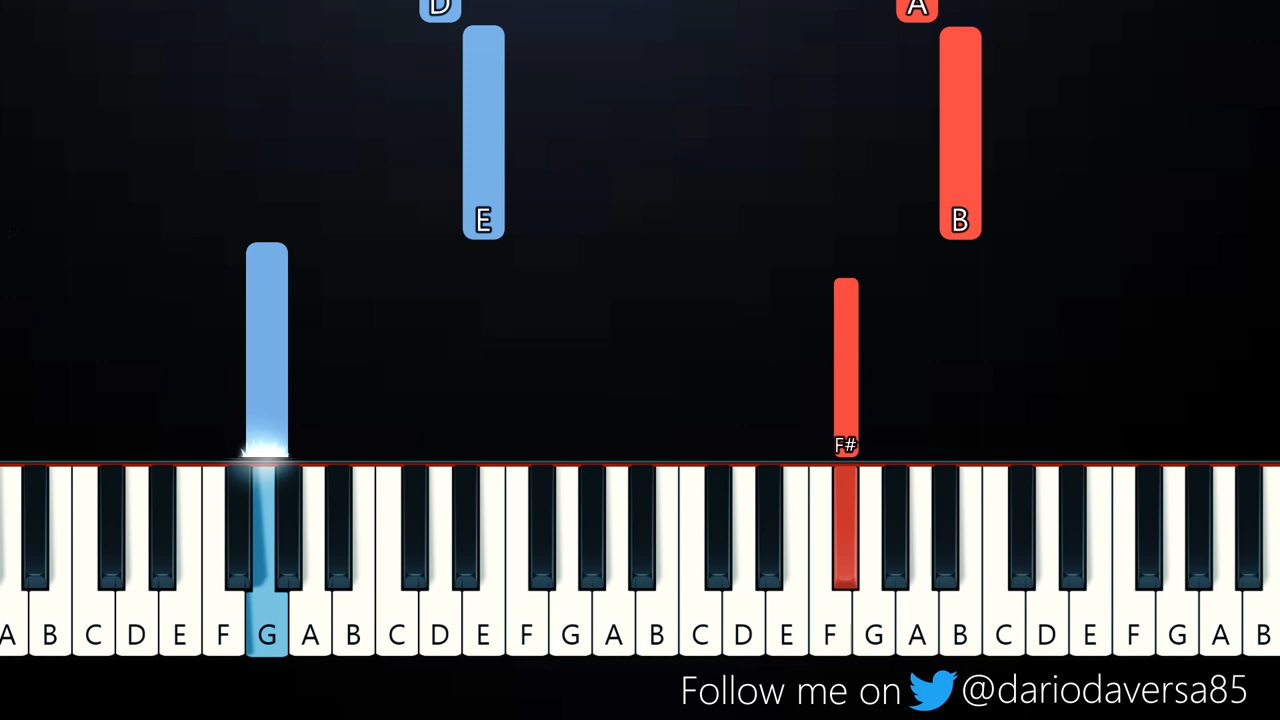 D A
E B
F#
A B C D E F G A B C D E F G A B C D E F G A B C D E F G A B
Follow me on @dariodaversa85